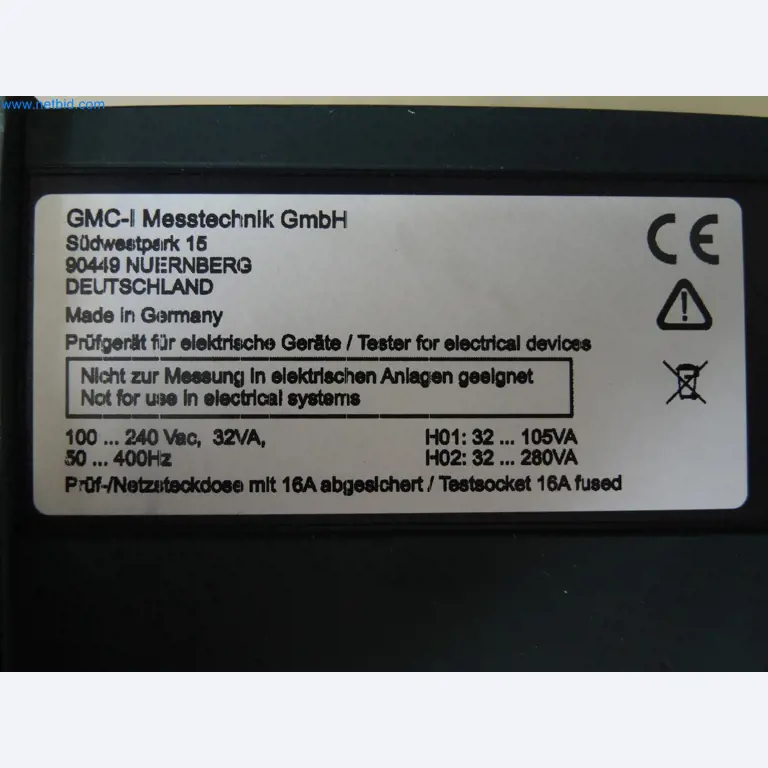 www.netbid.com
GMC-I Messtechnik GmbH
Südwestpark 15
90449 NUERNBERG
DEUTSCHLAND
Made in Germany
Prüfgerät für elektrische Geräte / Tester for electrical devices
Nicht zur Messung in elektrischen Anlagen geeignet
Not for use in electrical systems
100 ... 240 Vac, 32VA, H01: 32 ... 105VA
50 ... 400Hz H02: 32 ... 280VA
Prüf-/Netzsteckdose mit 16A abgesichert / Testsocket 16A fused
CE